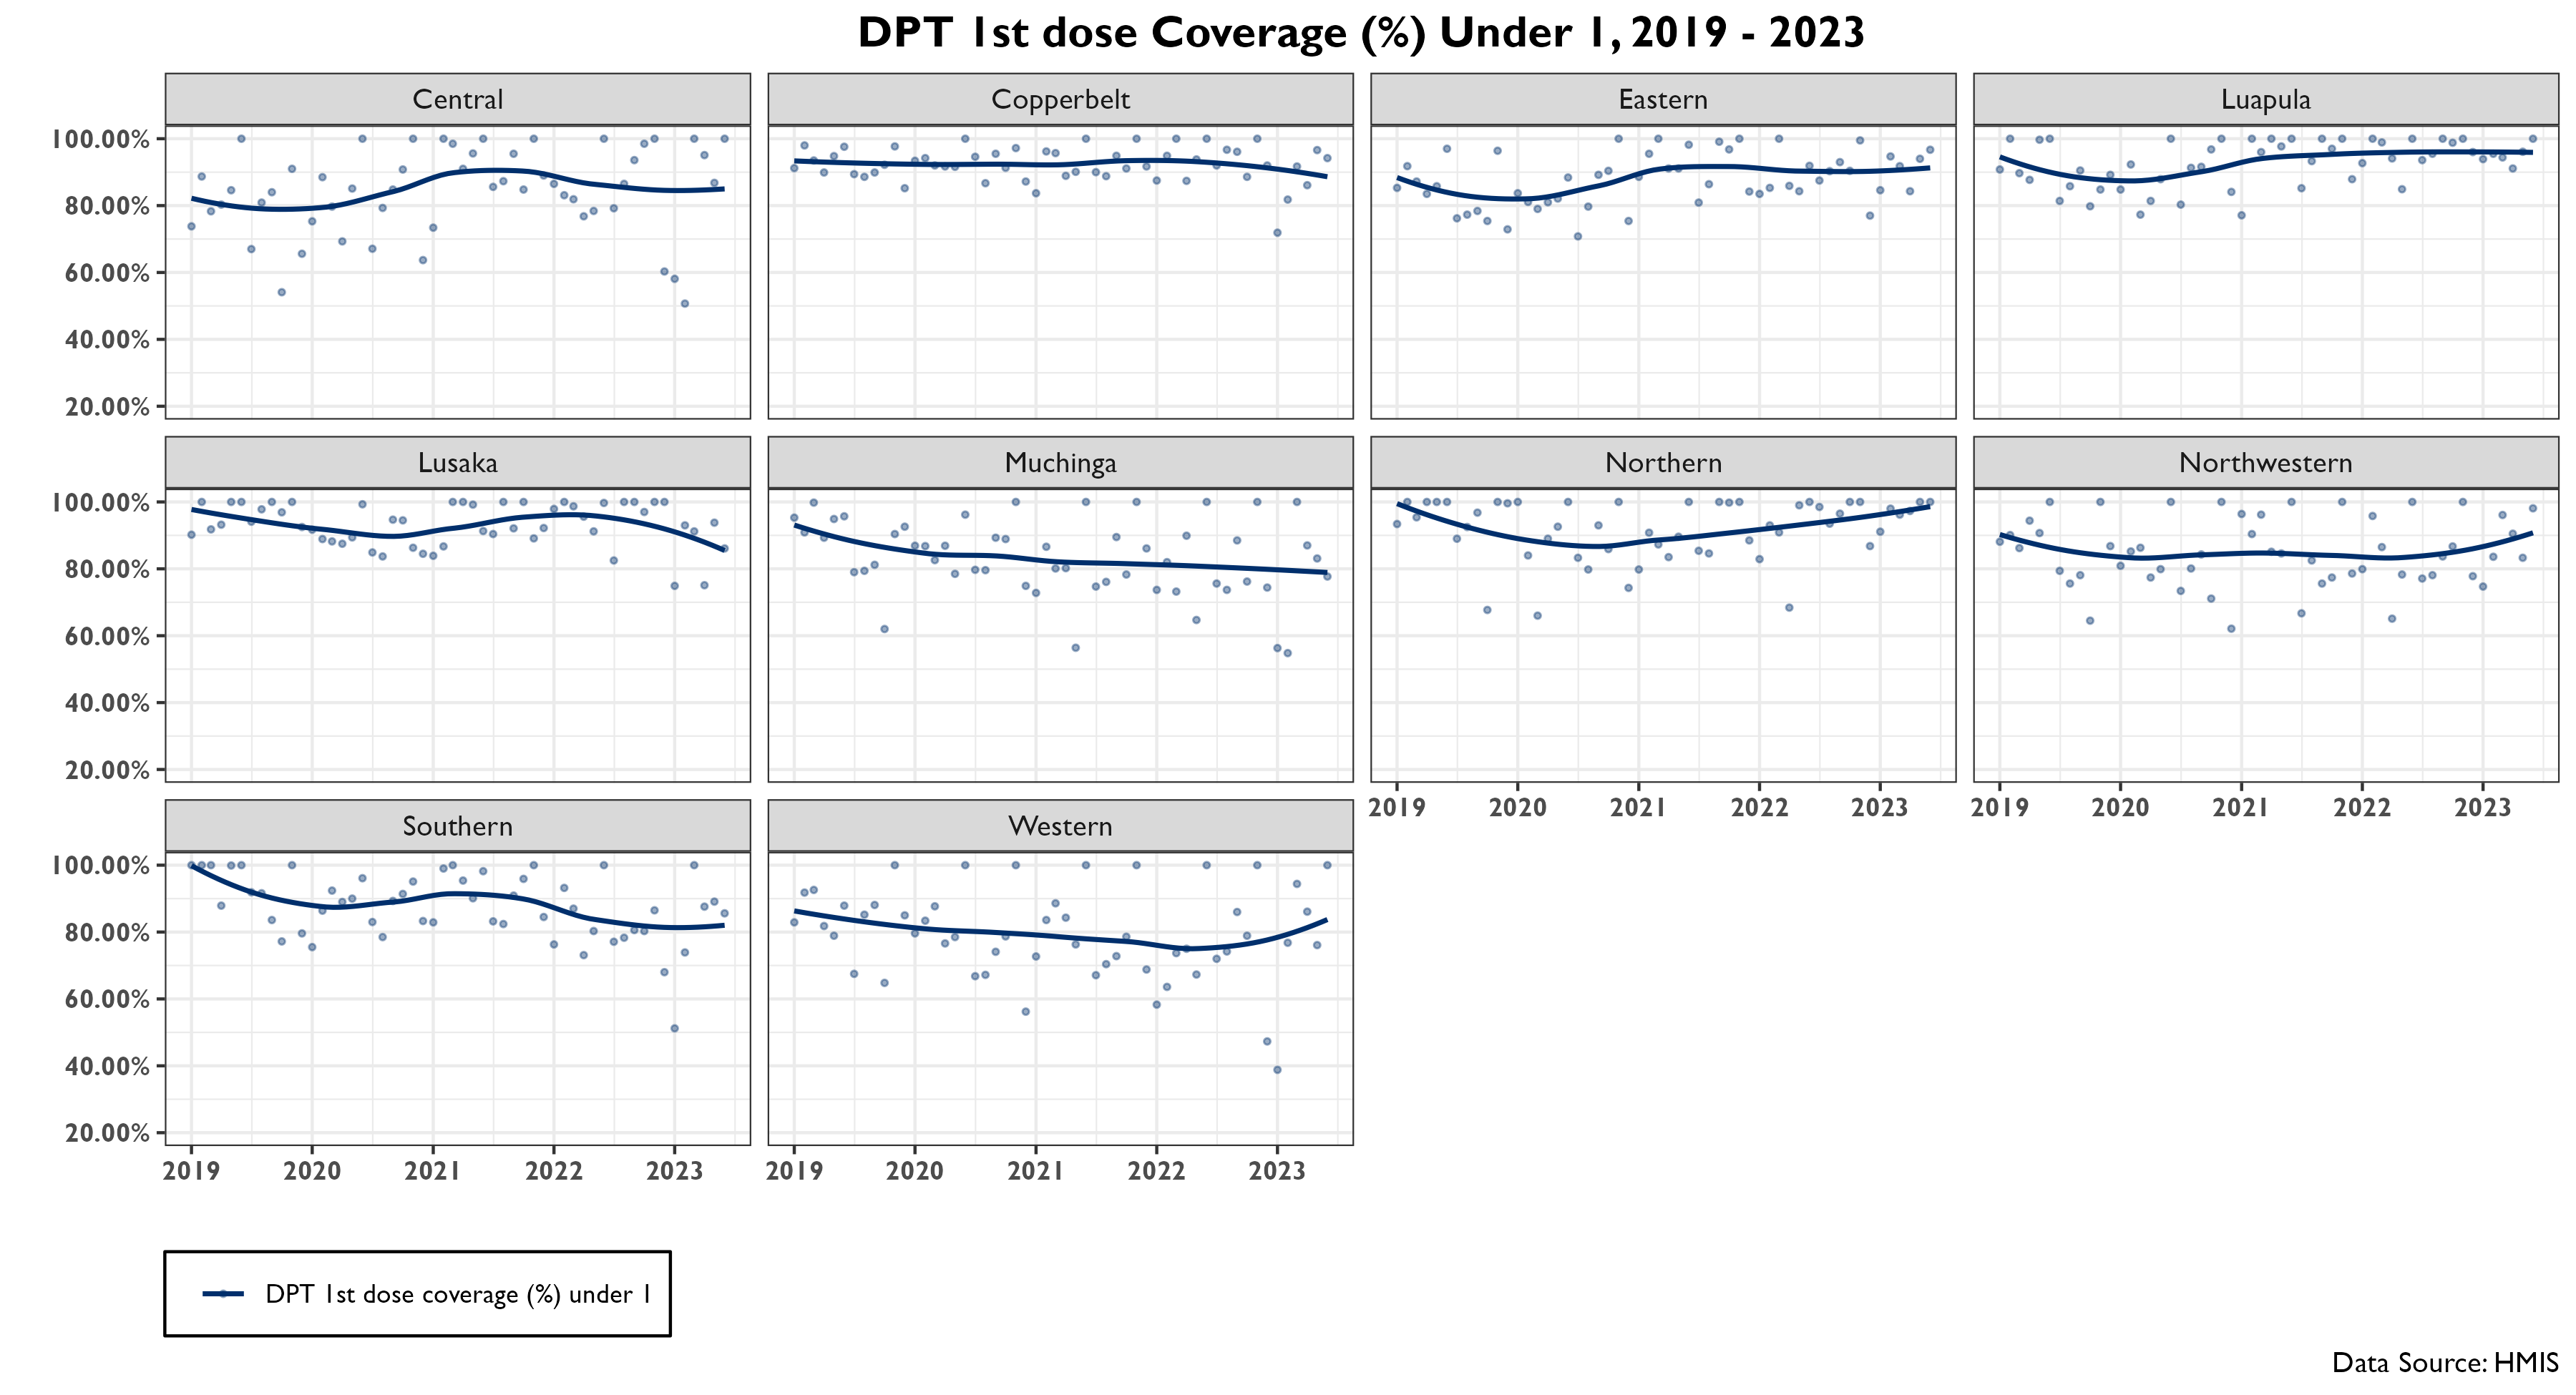 DPT 1st dose Coverage (%) Under 1, 2019 - 2023
Central
Copperbelt
Eastern
Luapula
100.00%
80.00%
60.00%
40.00%
20.00%
Lusaka
Muchinga
Northern
Northwestern
100.00%
80.00%
60.00%
40.00%
20.00%
2019 2020 2021 2022 2023
2019 2020 2021 2022 2023
Southern
Western
100.00%
80.00%
60.00%
40.00%
20.00%
2019 2020 2021 2022 2023
2019 2020 2021 2022 2023
DPT 1st dose coverage (%) under 1
Data Source: HMIS